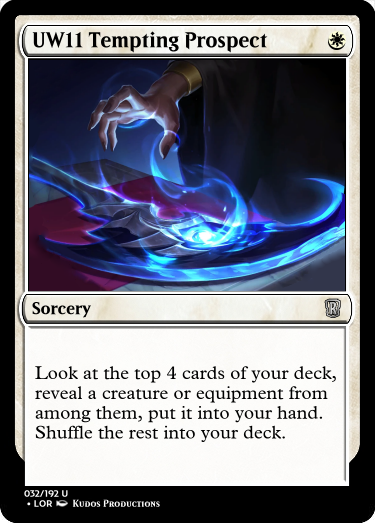 UW11 Tempting Prospect
Sorcery
Look at the top 4 cards of your deck,
reveal a creature or equipment from
among them, put it into your hand.
Shuffle the rest into your deck.
032/192 U
• LOR Kudos Productions